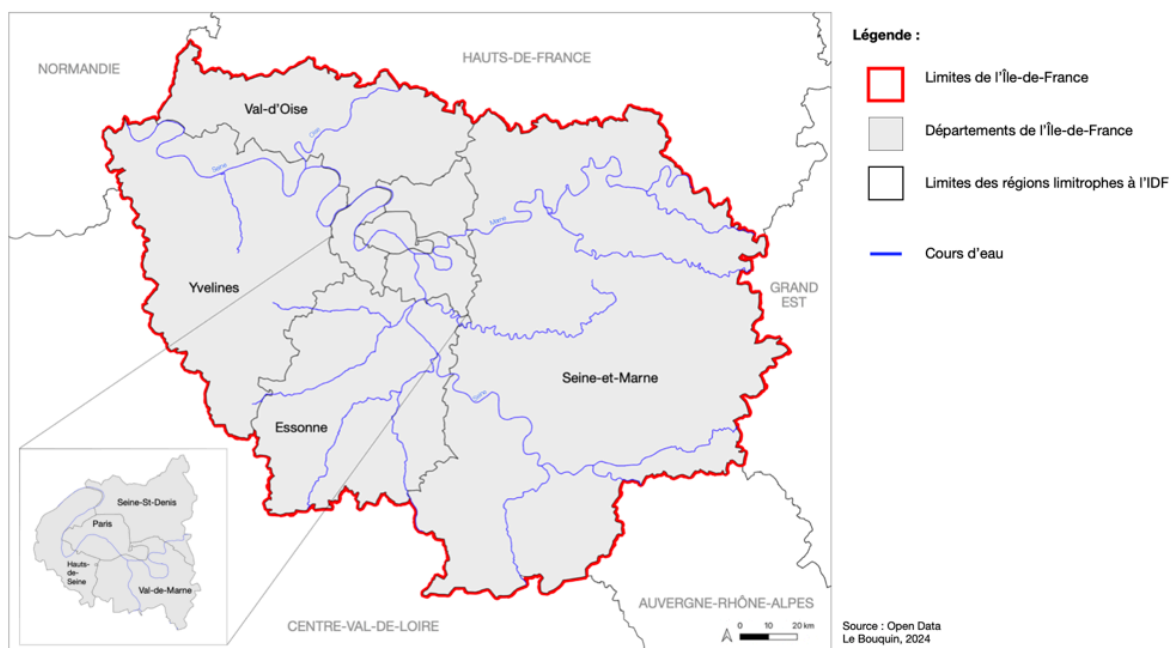 NORMANDIE
HAUTS-DE-FRANCE
Val-d'Oise
Oise
Seine
Marne
Yvelines
GRAND
EST
Seine-et-Marne
Seine
Essonne
Seine-St-Denis
Paris
Hauts-
de-
Seine
Val-de-Marne
CENTRE-VAL-DE-LOIRE
AUVERGNE-RHÔNE-ALPES
0 10 20 km
Légende :
Limites de l'Île-de-France
Départements de l'Île-de-France
Limites des régions limitrophes à l'IDF
Cours d'eau
Source : Open Data
Le Bouquin, 2024